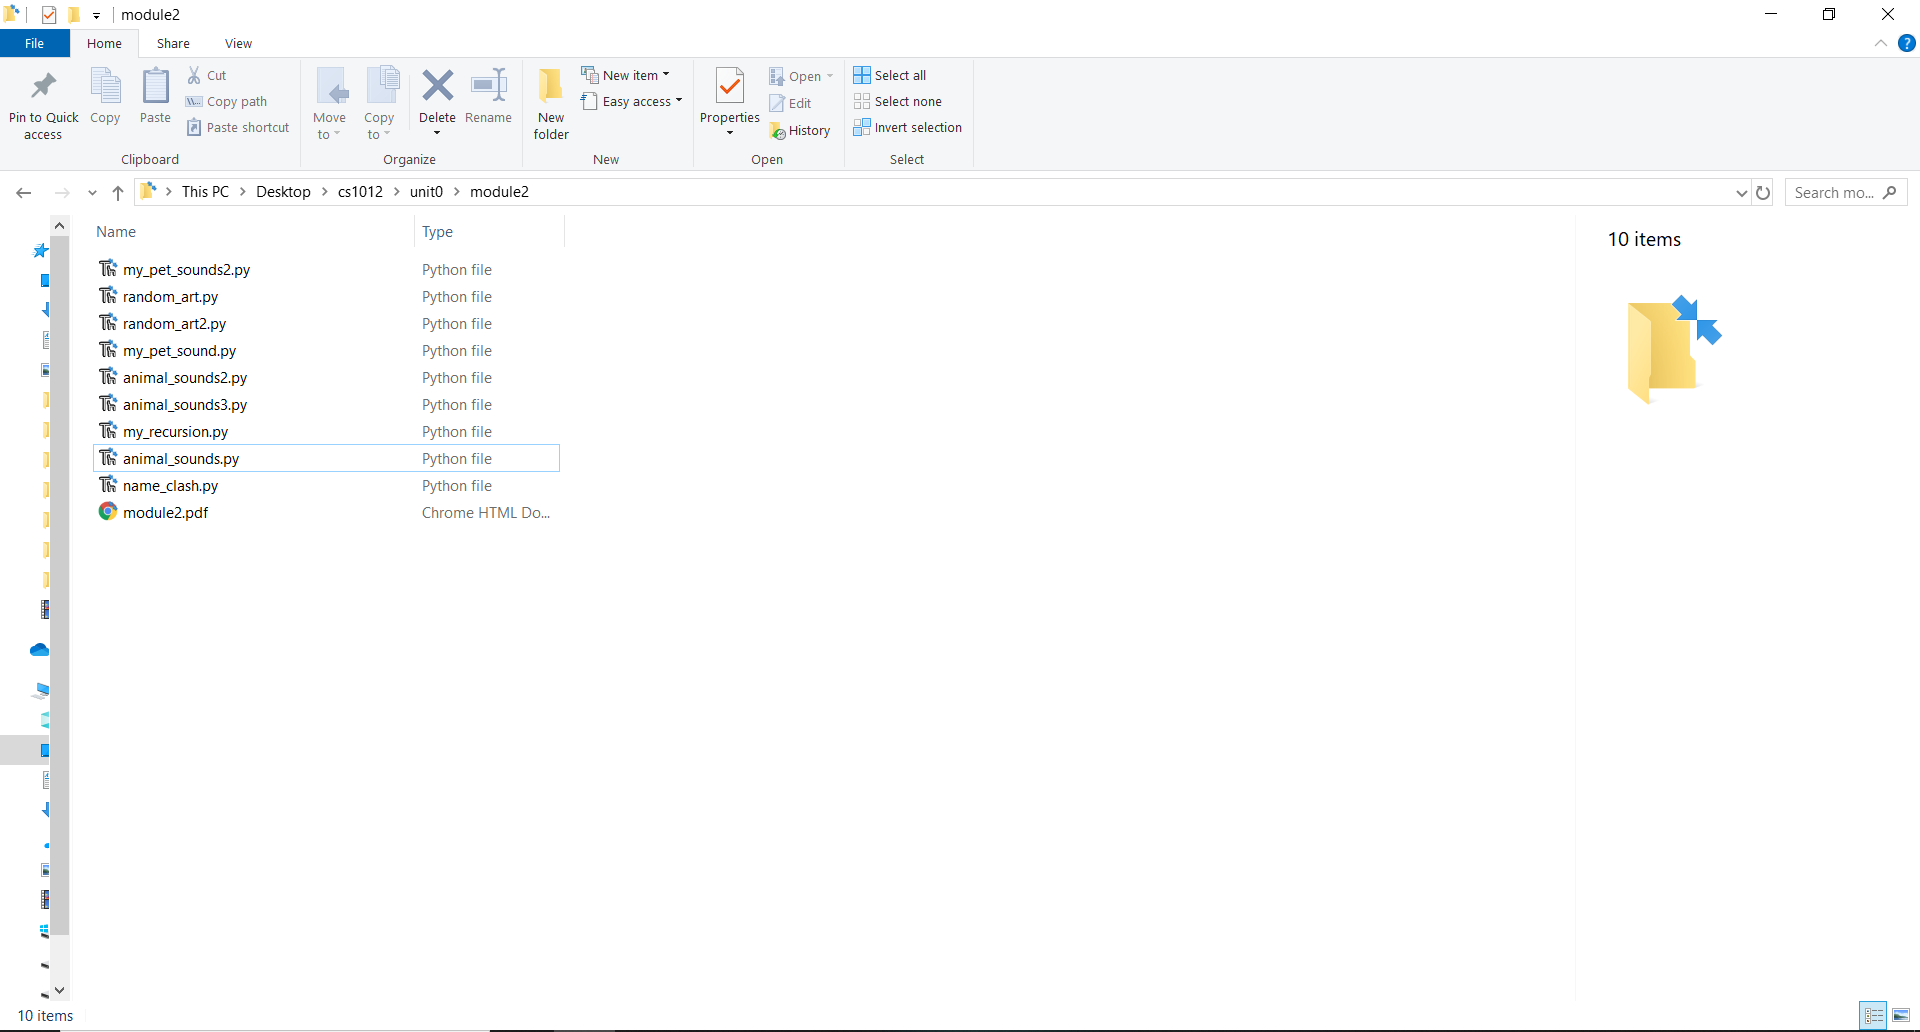 module2
File Home Share View
Pin to Quick access
Copy
Paste
Cut
Copy path
Paste shortcut
Clipboard
Move to
Copy to
Delete
Rename
Organize
New folder
New item
Easy access
New
Properties
Open
Edit
History
Open
Select all
Select none
Invert selection
Select
This PC > Desktop > cs1012 > unit0 > module2
Search mo...
Name Type
my_pet_sounds2.py Python file
random_art.py Python file
random_art2.py Python file
my_pet_sound.py Python file
animal_sounds2.py Python file
animal_sounds3.py Python file
my_recursion.py Python file
animal_sounds.py Python file
name_clash.py Python file
module2.pdf Chrome HTML Do...
10 items
10 items